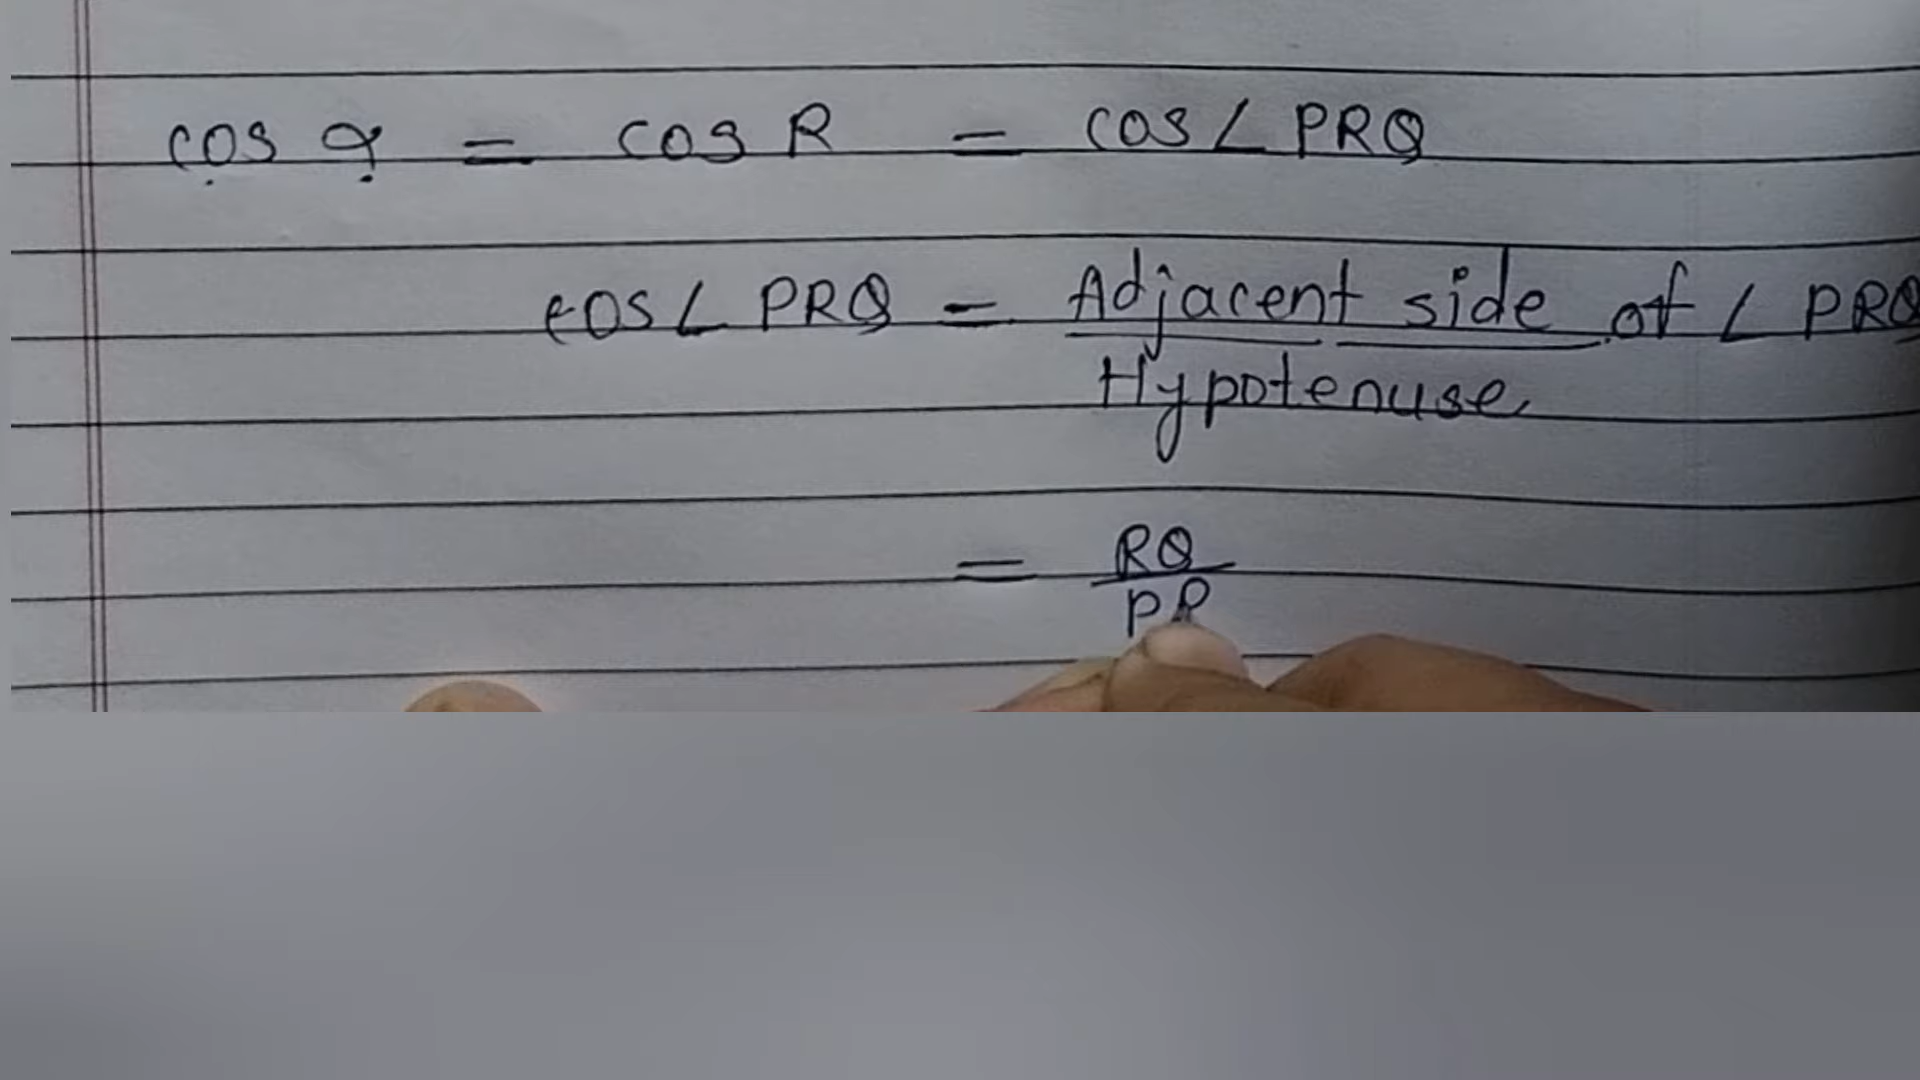 cos α = cos R = cos∠ PRQ
cos∠ PRQ = Adjacent side of ∠ PRQ
Hypotenuse
= RQ
PR